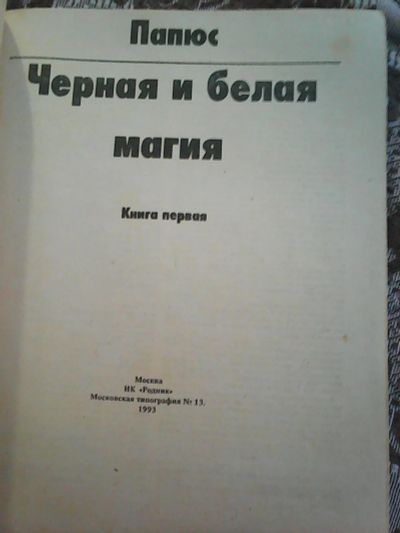 Папюс
Черная и белая
магия
Книга первая
Москва
ИК «Родник»
Московская типография № 13.
1993